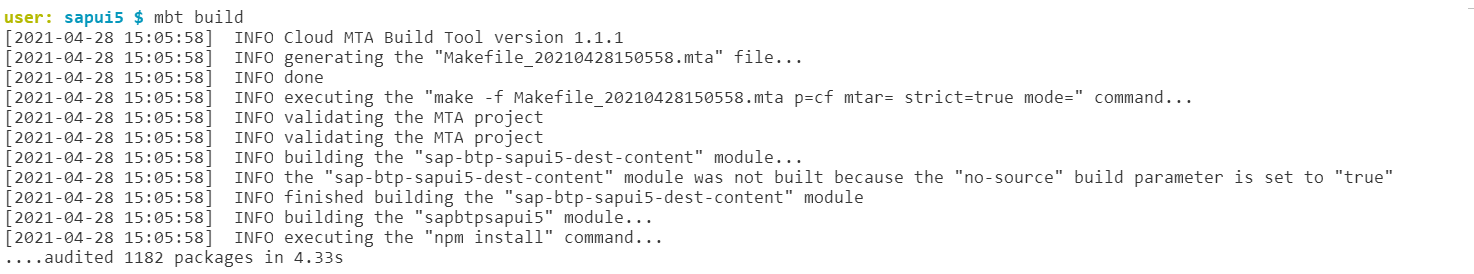 user: sapui5 $ mbt build
[2021-04-28 15:05:58]  INFO Cloud MTA Build Tool version 1.1.1
[2021-04-28 15:05:58]  INFO generating the "Makefile_20210428150558.mta" file...
[2021-04-28 15:05:58]  INFO done
[2021-04-28 15:05:58]  INFO executing the "make -f Makefile_20210428150558.mta p=cf mtar= strict=true mode=" command...
[2021-04-28 15:05:58]  INFO validating the MTA project
[2021-04-28 15:05:58]  INFO validating the MTA project
[2021-04-28 15:05:58]  INFO building the "sap-btp-sapui5-dest-content" module...
[2021-04-28 15:05:58]  INFO the "sap-btp-sapui5-dest-content" module was not built because the "no-source" build parameter is set to "true"
[2021-04-28 15:05:58]  INFO finished building the "sap-btp-sapui5-dest-content" module
[2021-04-28 15:05:58]  INFO building the "sapbtpsapui5" module...
[2021-04-28 15:05:58]  INFO executing the "npm install" command...
....audited 1182 packages in 4.33s